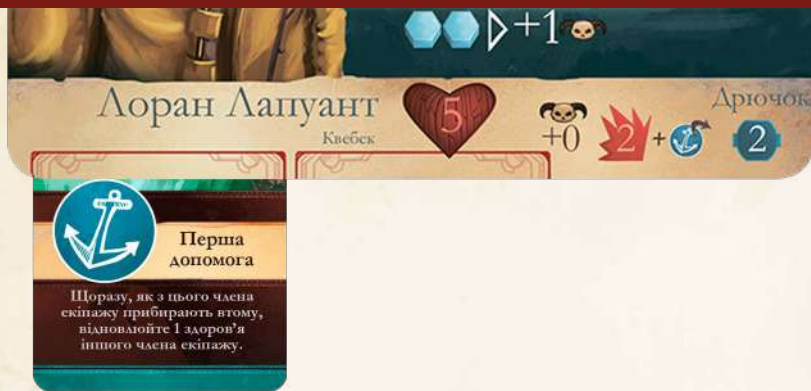 +1
Лоран Лапуант
Квебек
5
+0
2 +
Дрючок
2
Перша
допомога
Щоразу, як з цього члена
екіпажу прибирають втому,
відновлюйте 1 здоров'я
іншого члена екіпажу.